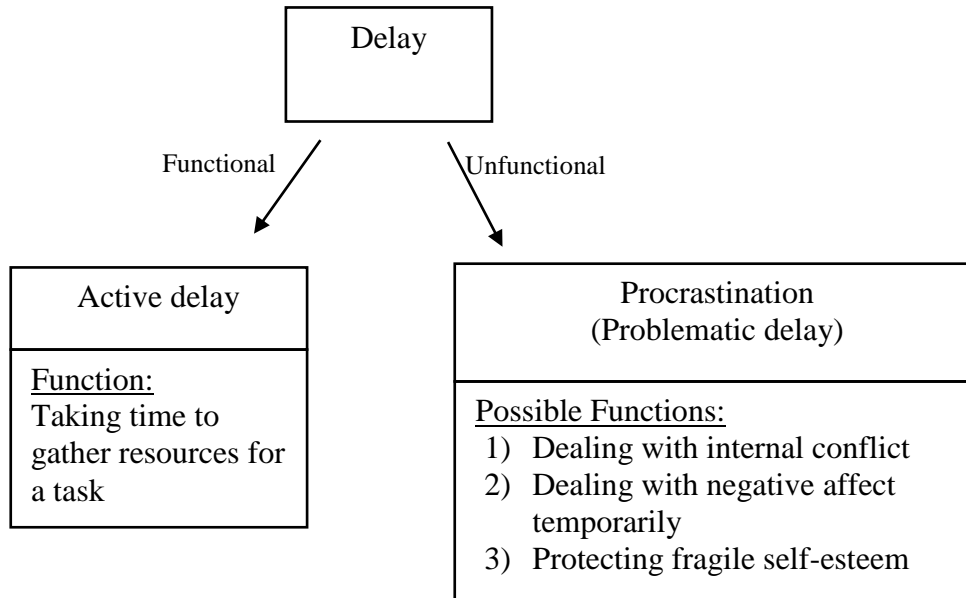 Delay
Functional
Unfunctional
Active delay
Function:
Taking time to
gather resources for
a task
Procrastination
(Problematic delay)
Possible Functions:
1) Dealing with internal conflict
2) Dealing with negative affect
temporarily
3) Protecting fragile self-esteem